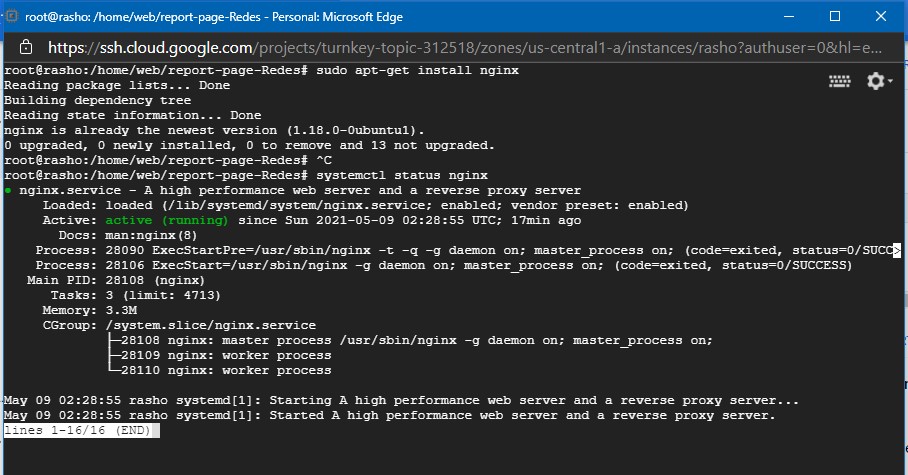 root@rasho: /home/web/report-page-Redes - Personal: Microsoft Edge
https://ssh.cloud.google.com/projects/turnkey-topic-312518/zones/us-central1-a/instances/rasho?authuser=0&hl=e...
root@rasho:/home/web/report-page-Redes# sudo apt-get install nginx
Reading package lists... Done
Building dependency tree
Reading state information... Done
nginx is already the newest version (1.18.0-0ubuntu1).
0 upgraded, 0 newly installed, 0 to remove and 13 not upgraded.
root@rasho:/home/web/report-page-Redes# ^C
root@rasho:/home/web/report-page-Redes# systemctl status nginx
● nginx.service - A high performance web server and a reverse proxy server
Loaded: loaded (/lib/systemd/system/nginx.service; enabled; vendor preset: enabled)
Active: active (running) since Sun 2021-05-09 02:28:55 UTC; 17min ago
Docs: man:nginx(8)
Process: 28090 ExecStartPre=/usr/sbin/nginx -t -q -g daemon on; master_process on; (code=exited, status=0/SUCC>
Process: 28106 ExecStart=/usr/sbin/nginx -g daemon on; master_process on; (code=exited, status=0/SUCCESS)
Main PID: 28108 (nginx)
Tasks: 3 (limit: 4713)
Memory: 3.3M
CGroup: /system.slice/nginx.service
├─28108 nginx: master process /usr/sbin/nginx -g daemon on; master_process on;
├─28109 nginx: worker process
└─28110 nginx: worker process
May 09 02:28:55 rasho systemd[1]: Starting A high performance web server and a reverse proxy server...
May 09 02:28:55 rasho systemd[1]: Started A high performance web server and a reverse proxy server.
lines 1-16/16 (END)